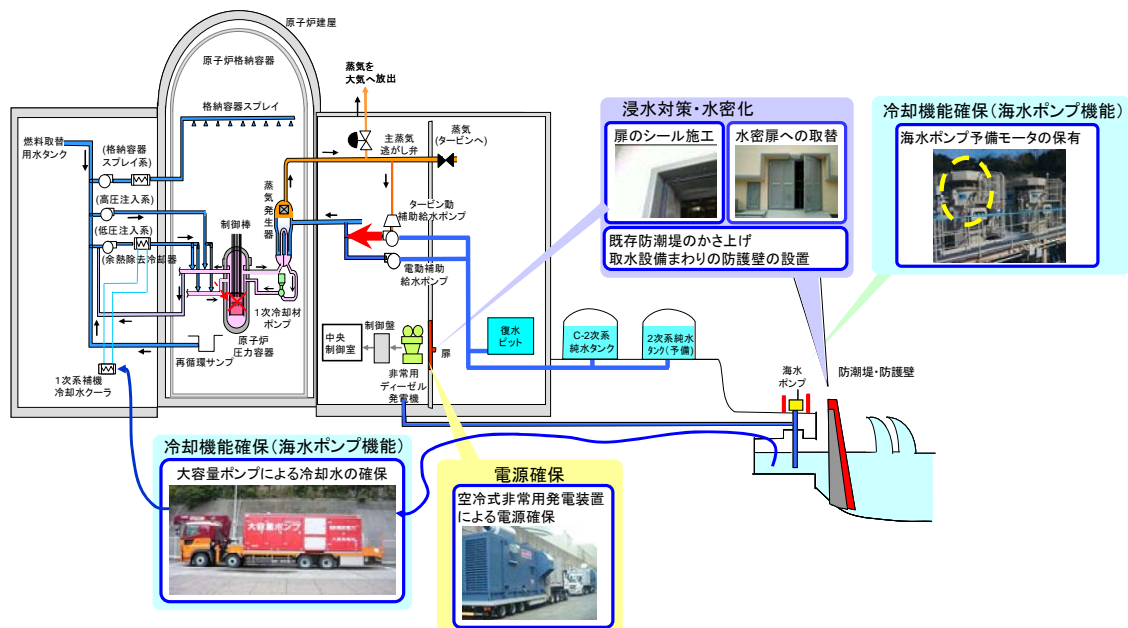 原子炉建屋
原子炉格納容器
蒸気を
大気へ放出
格納容器スプレイ
燃料取替
用水タンク
(格納容器
スプレイ系)
(高圧注入系)
(低圧注入系)
(余熱除去冷却器)
制御棒
蒸気発生器
主蒸気
逃がし弁
蒸気
(タービンへ)
タービン動
補助給水ポンプ
電動補助
給水ポンプ
1次冷却材
ポンプ
原子炉
圧力容器
再循環サンプ
1次系補機
冷却水クーラ
中央
制御室
制御盤
非常用
ディーゼル
発電機
扉
復水
ピット
C-2次系
純水タンク
2次系純水
タンク(予備)
海水
ポンプ
防潮堤・防護壁
浸水対策・水密化
扉のシール施工
水密扉への取替
既存防潮堤のかさ上げ
取水設備まわりの防護壁の設置
冷却機能確保(海水ポンプ機能)
海水ポンプ予備モータの保有
冷却機能確保(海水ポンプ機能)
大容量ポンプによる冷却水の確保
大容量ポンプ
電源確保
空冷式非常用発電装置
による電源確保